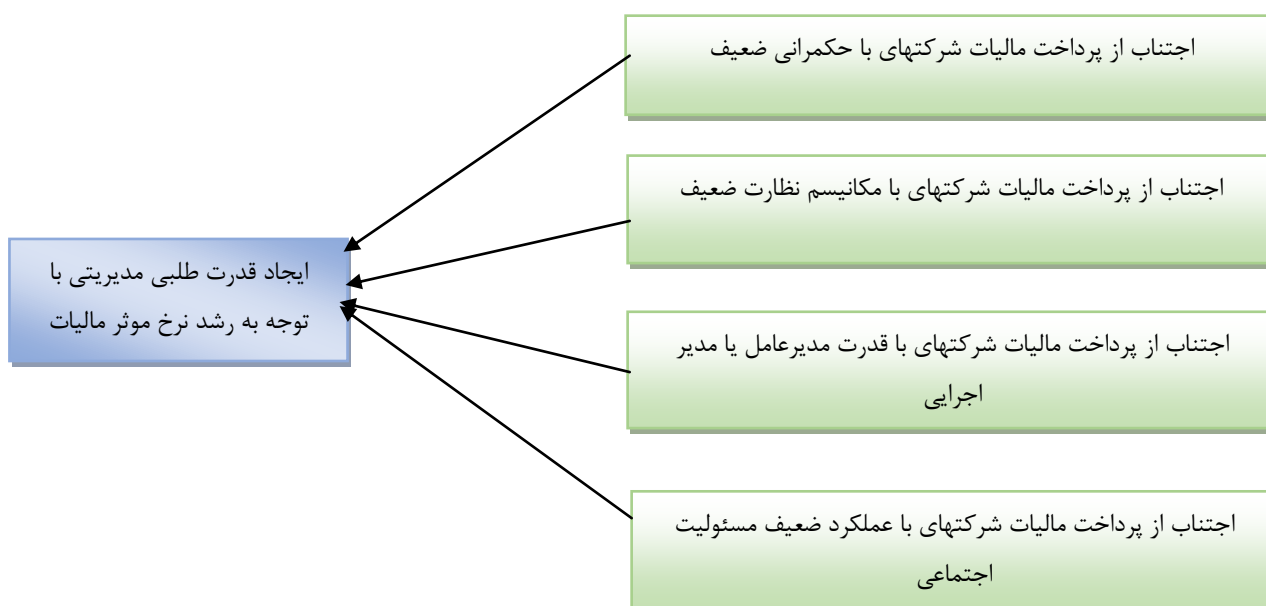 اجتناب از پرداخت مالیات شرکتهای با حکمرانی ضعیف
اجتناب از پرداخت مالیات شرکتهای با مکانیسم نظارت ضعیف
اجتناب از پرداخت مالیات شرکتهای با قدرت مدیرعامل یا مدیر
اجرایی
اجتناب از پرداخت مالیات شرکتهای با عملکرد ضعیف مسئولیت
اجتماعی
ایجاد قدرت طلبی مدیریتی با
توجه به رشد نرخ موثر مالیات